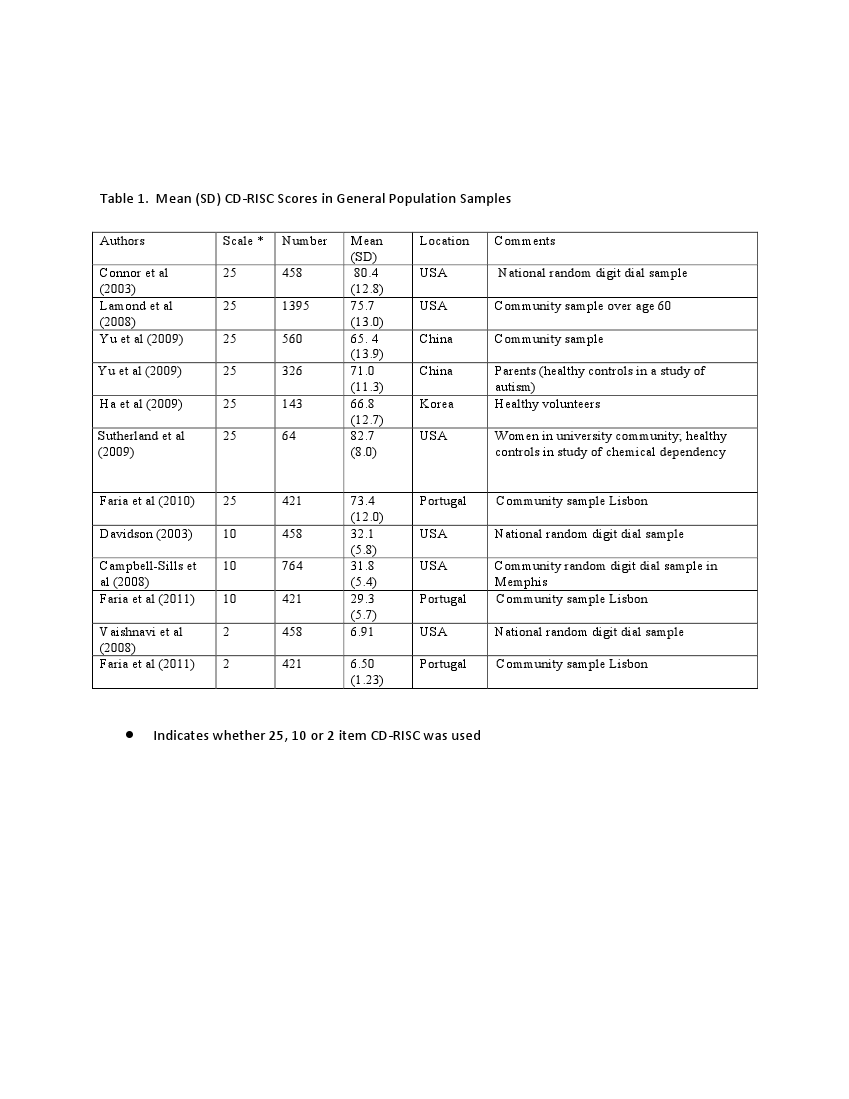 Table 1. Mean (SD) CD-RISC Scores in General Population Samples
Authors Scale * Number Mean Location Comments
(SD)
Connor et al 25 458 80.4 USA National random digit dial sample
(2003) (12.8)
Lamond et al 25 1395 75.7 USA Community sample over age 60
(2008) (13.0)
Yu et al (2009) 25 560 65. 4 China Community sample
(13.9)
Yu et al (2009) 25 326 71.0 China Parents (healthy controls in a study of
(11.3) autism)
Ha et al (2009) 25 143 66.8 Korea Healthy volunteers
(12.7)
Sutherland et al 25 64 82.7 USA Women in university community; healthy
(2009) (8.0) controls in study of chemical dependency
Faria et al (2010) 25 421 73.4 Portugal Community sample Lisbon
(12.0)
Davidson (2003) 10 458 32.1 USA National random digit dial sample
(5.8)
Campbell-Sills et 10 764 31.8 USA Community random digit dial sample in
al (2008) (5.4) Memphis
Faria et al (2011) 10 421 29.3 Portugal Community sample Lisbon
(5.7)
Vaishnavi et al 2 458 6.91 USA National random digit dial sample
(2008)
Faria et al (2011) 2 421 6.50 Portugal Community sample Lisbon
(1.23)
• Indicates whether 25, 10 or 2 item CD-RISC was used